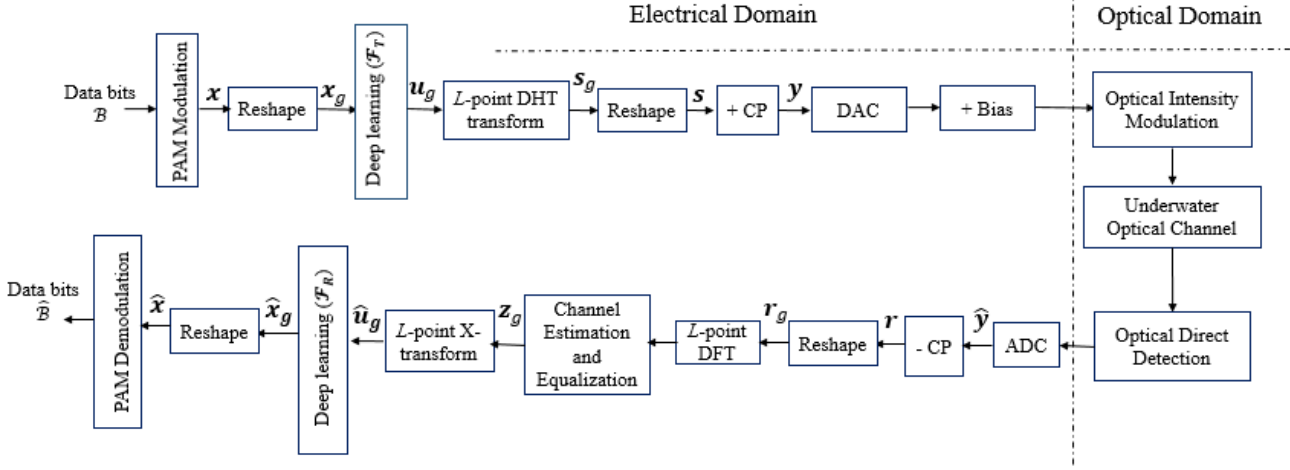 Electrical Domain
Optical Domain
Data bits
ℬ
PAM Modulation
x
Reshape
x_g
Deep learning (ℱ_T)
u_g
L-point DHT
transform
s_g
Reshape
s
+ CP
y
DAC
+ Bias
Optical Intensity
Modulation
Underwater
Optical Channel
Optical Direct
Detection
ADC
ŷ
- CP
r
Reshape
r_g
L-point
DFT
Channel
Estimation
and
Equalization
z_g
L-point X-
transform
û_g
Deep learning (ℱ_R)
x̂_g
Reshape
x̂
PAM Demodulation
Data bits
ℬ̂